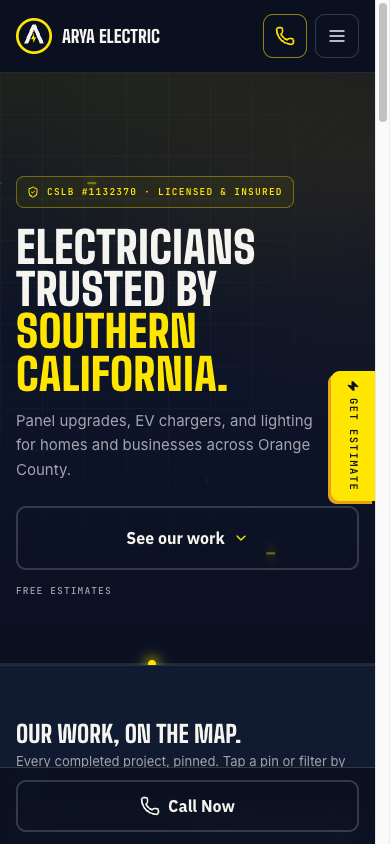 ARYA ELECTRIC
CSLB #1132370 · LICENSED & INSURED
ELECTRICIANS
TRUSTED BY
SOUTHERN
CALIFORNIA.
Panel upgrades, EV chargers, and lighting
for homes and businesses across Orange
County.
GET ESTIMATE
See our work
FREE ESTIMATES
OUR WORK, ON THE MAP.
Every completed project, pinned. Tap a pin or filter by
Call Now